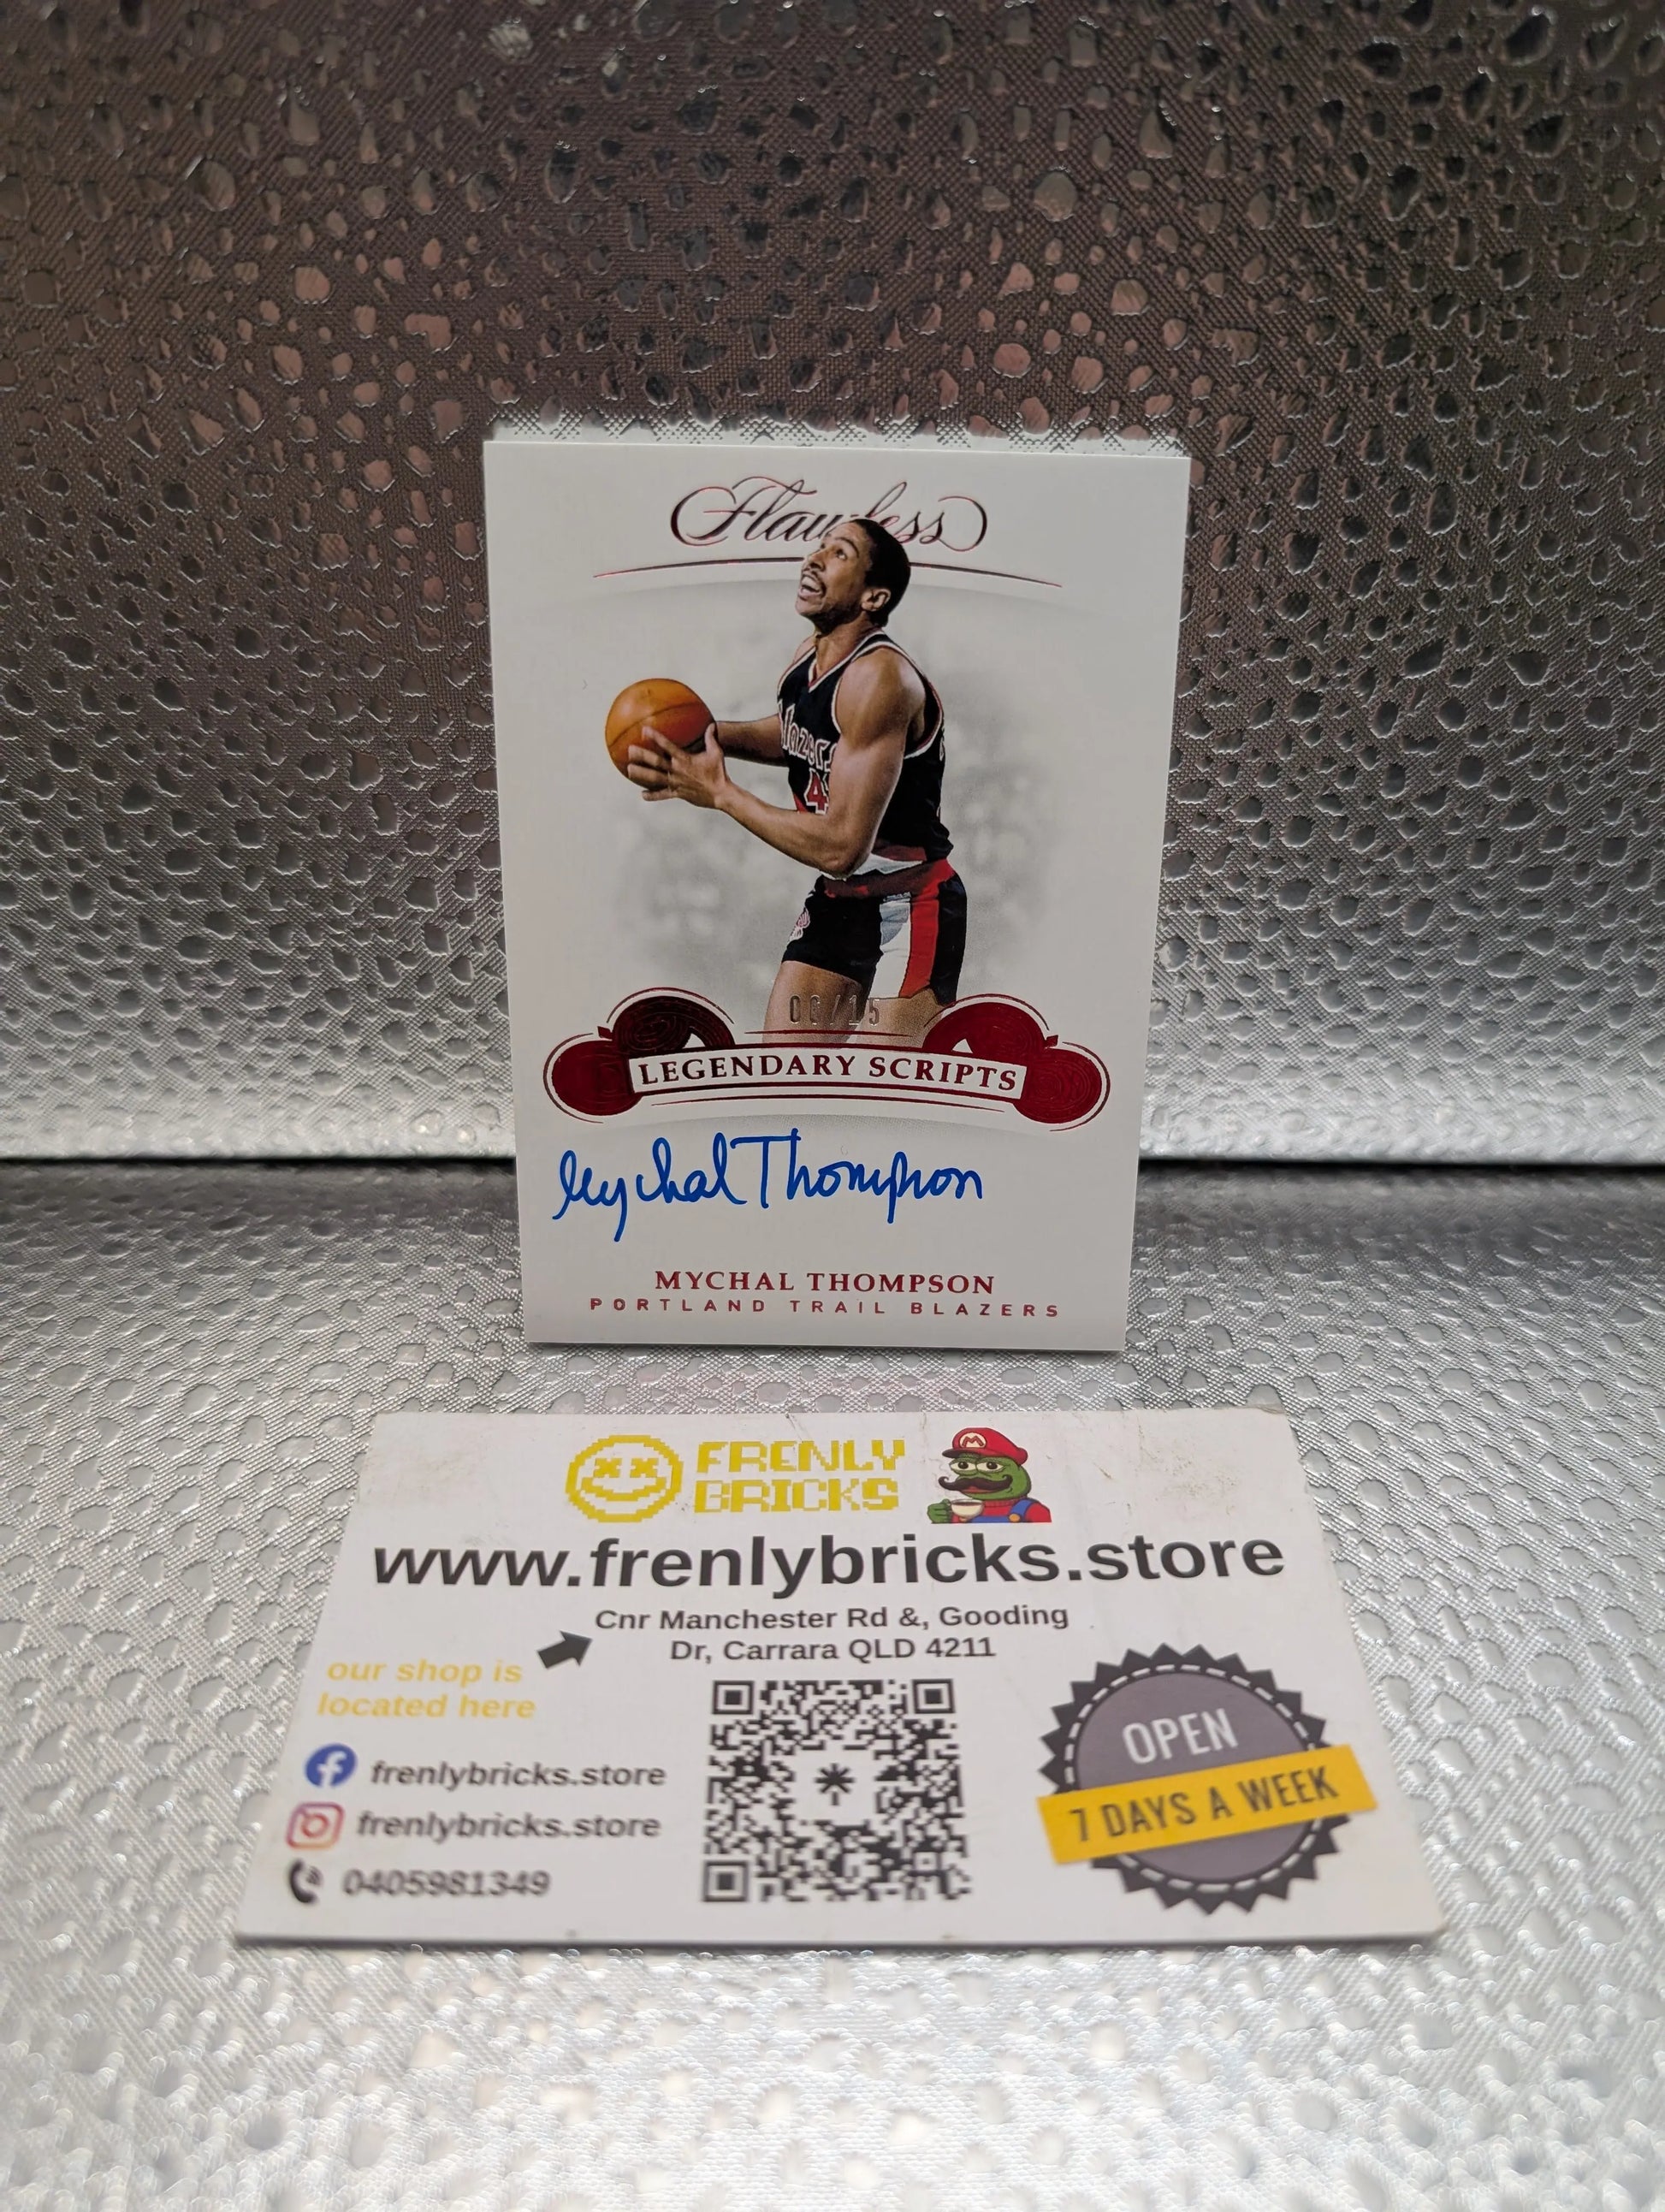 Flawless
Blazers
4
/15
LEGENDARY SCRIPTS
Mychal Thompson
MYCHAL THOMPSON
PORTLAND TRAIL BLAZERS
FRENLY
BRICKS
M
www.frenlybricks.store
Cnr Manchester Rd &, Gooding
Dr, Carrara QLD 4211
our shop is
located here
frenlybricks.store
frenlybricks.store
0405981349
OPEN
7 DAYS A WEEK